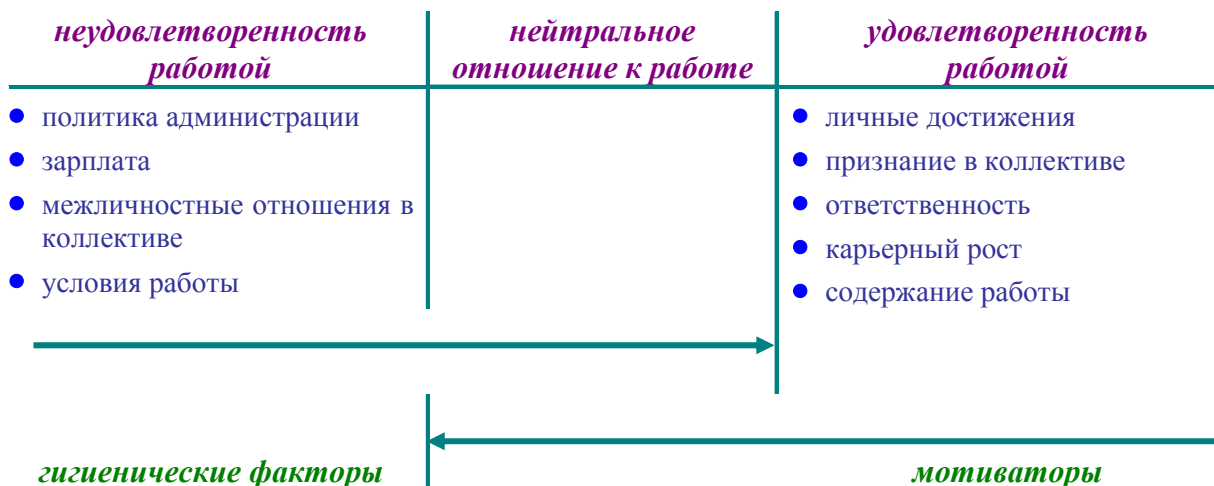 неудовлетворенность
работой
нейтральное
отношение к работе
удовлетворенность
работой
политика администрации
зарплата
межличностные отношения в
коллективе
условия работы
личные достижения
признание в коллективе
ответственность
карьерный рост
содержание работы
гигиенические факторы
мотиваторы